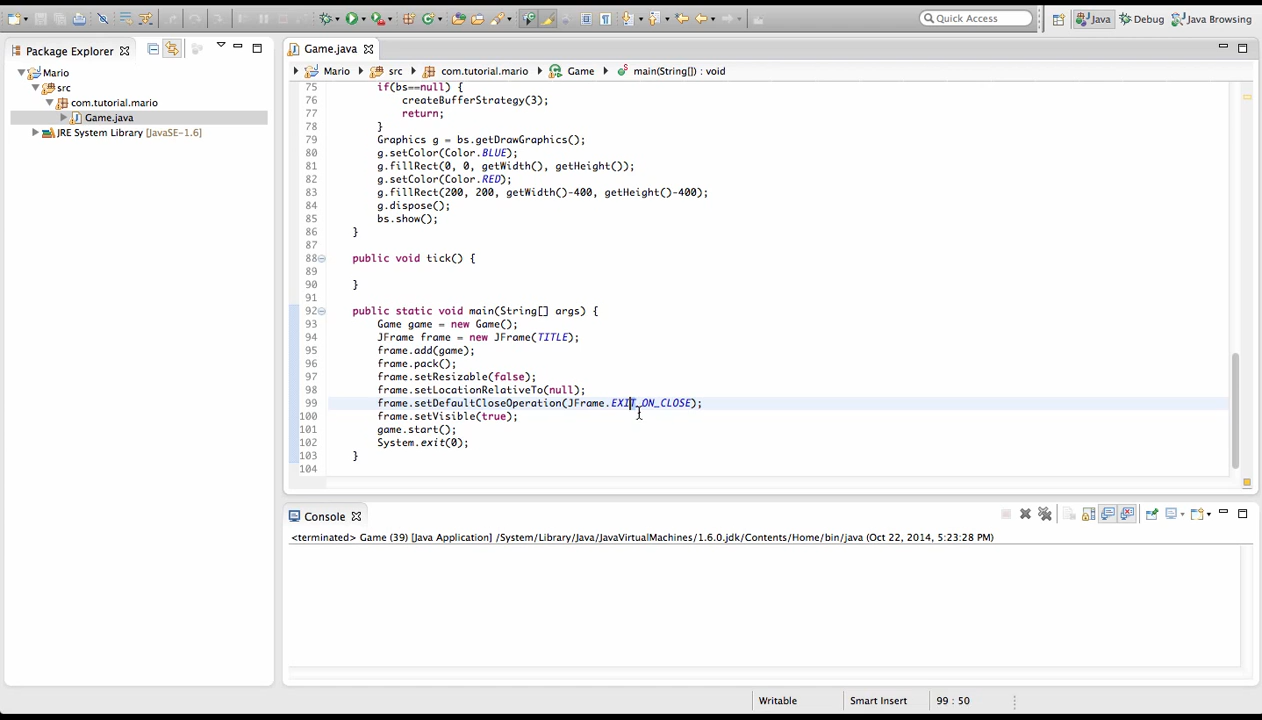 Quick Access
Java
Debug
Java Browsing
Package Explorer
Game.java
Mario
src
com.tutorial.mario
Game
main(String[]) : void
Mario
src
com.tutorial.mario
Game.java
JRE System Library [JavaSE-1.6]
75 if(bs==null) {
76 createBufferStrategy(3);
77 return;
78 }
79 Graphics g = bs.getDrawGraphics();
80 g.setColor(Color.BLUE);
81 g.fillRect(0, 0, getWidth(), getHeight());
82 g.setColor(Color.RED);
83 g.fillRect(200, 200, getWidth()-400, getHeight()-400);
84 g.dispose();
85 bs.show();
86 }
87
88 public void tick() {
89
90 }
91
92 public static void main(String[] args) {
93 Game game = new Game();
94 JFrame frame = new JFrame(TITLE);
95 frame.add(game);
96 frame.pack();
97 frame.setResizable(false);
98 frame.setLocationRelativeTo(null);
99 frame.setDefaultCloseOperation(JFrame.EXIT_ON_CLOSE);
100 frame.setVisible(true);
101 game.start();
102 System.exit(0);
103 }
104
Console
<terminated> Game (39) [Java Application] /System/Library/Java/JavaVirtualMachines/1.6.0.jdk/Contents/Home/bin/java (Oct 22, 2014, 5:23:28 PM)
Writable
Smart Insert
99 : 50